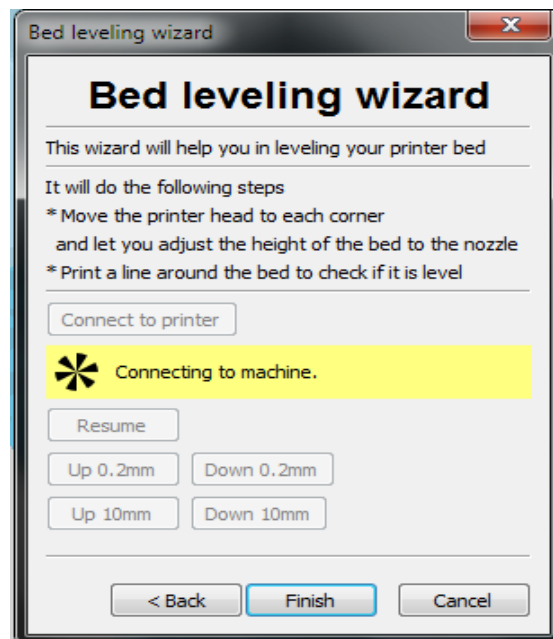 Bed leveling wizard
Bed leveling wizard
This wizard will help you in leveling your printer bed
It will do the following steps
* Move the printer head to each corner
and let you adjust the height of the bed to the nozzle
* Print a line around the bed to check if it is level
Connect to printer
Connecting to machine.
Resume
Up 0.2mm Down 0.2mm
Up 10mm Down 10mm
< Back Finish Cancel